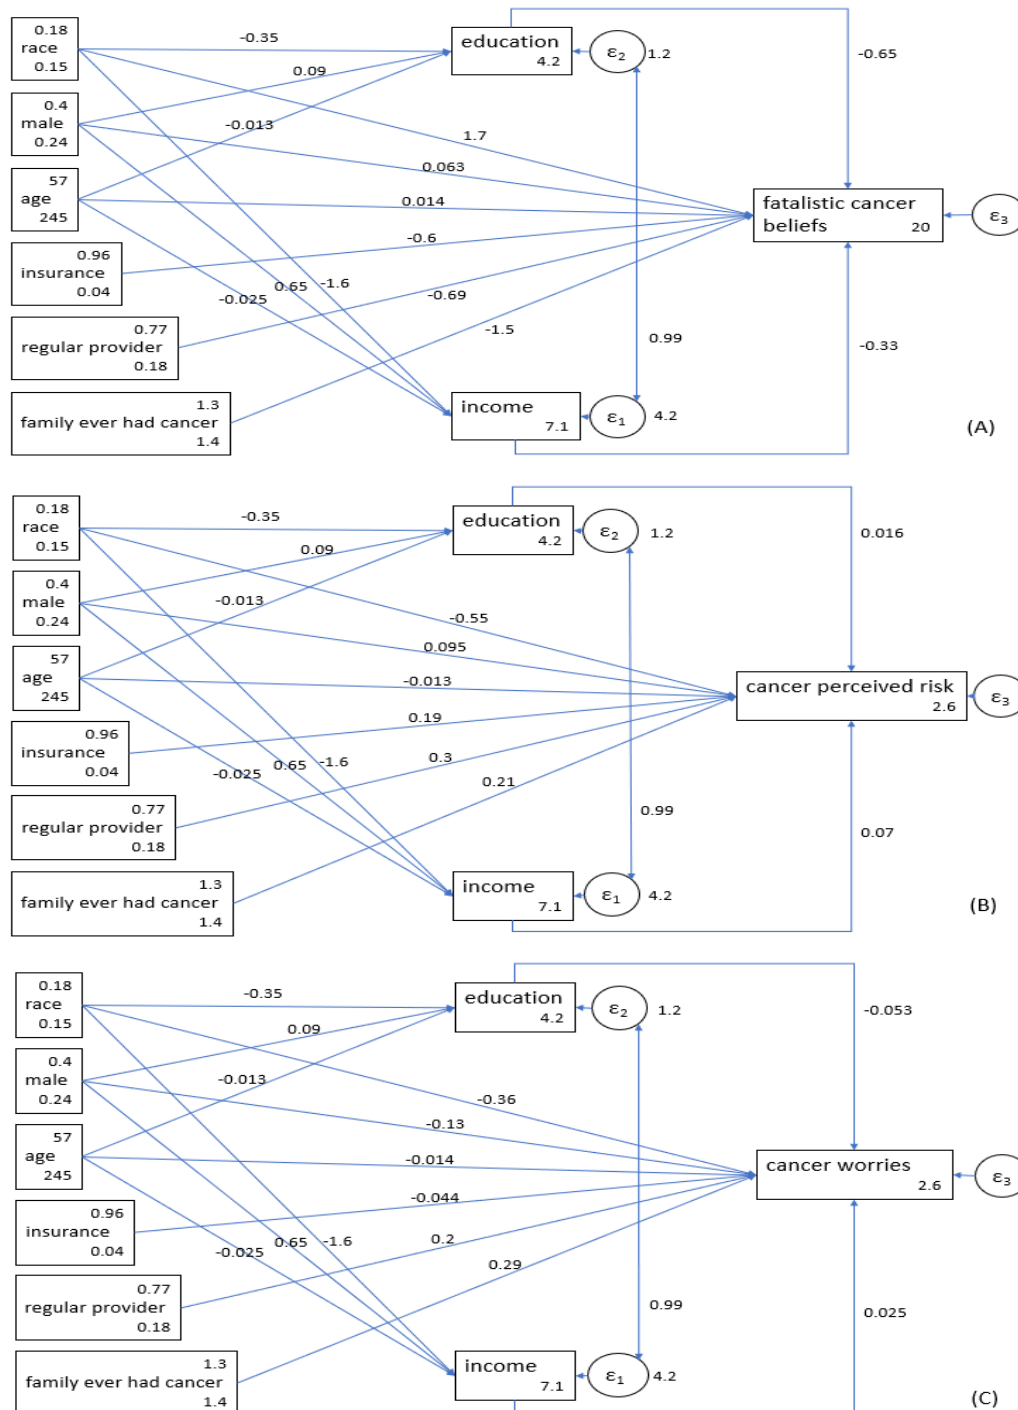 0.18
race
0.15
-0.35
education
4.2
ε2
1.2
-0.65
0.4
male
0.24
0.09
-0.013
1.7
0.063
57
age
245
0.014
fatalistic cancer
beliefs
20
ε3
0.96
insurance
0.04
-0.6
-0.025
0.65
-1.6
-0.69
0.77
regular provider
0.18
-1.5
0.99
-0.33
1.3
family ever had cancer
1.4
income
7.1
ε1
4.2
(A)
0.18
race
0.15
-0.35
education
4.2
ε2
1.2
0.016
0.4
male
0.24
0.09
-0.013
-0.55
0.095
57
age
245
-0.013
cancer perceived risk
2.6
ε3
0.96
insurance
0.04
0.19
-0.025
0.65
-1.6
0.3
0.77
regular provider
0.18
0.21
0.99
0.07
1.3
family ever had cancer
1.4
income
7.1
ε1
4.2
(B)
0.18
race
0.15
-0.35
education
4.2
ε2
1.2
-0.053
0.4
male
0.24
0.09
-0.013
-0.36
-0.13
57
age
245
-0.014
cancer worries
2.6
ε3
0.96
insurance
0.04
-0.044
-0.025
0.65
-1.6
0.2
0.77
regular provider
0.18
0.29
0.99
0.025
1.3
family ever had cancer
1.4
income
7.1
ε1
4.2
(C)